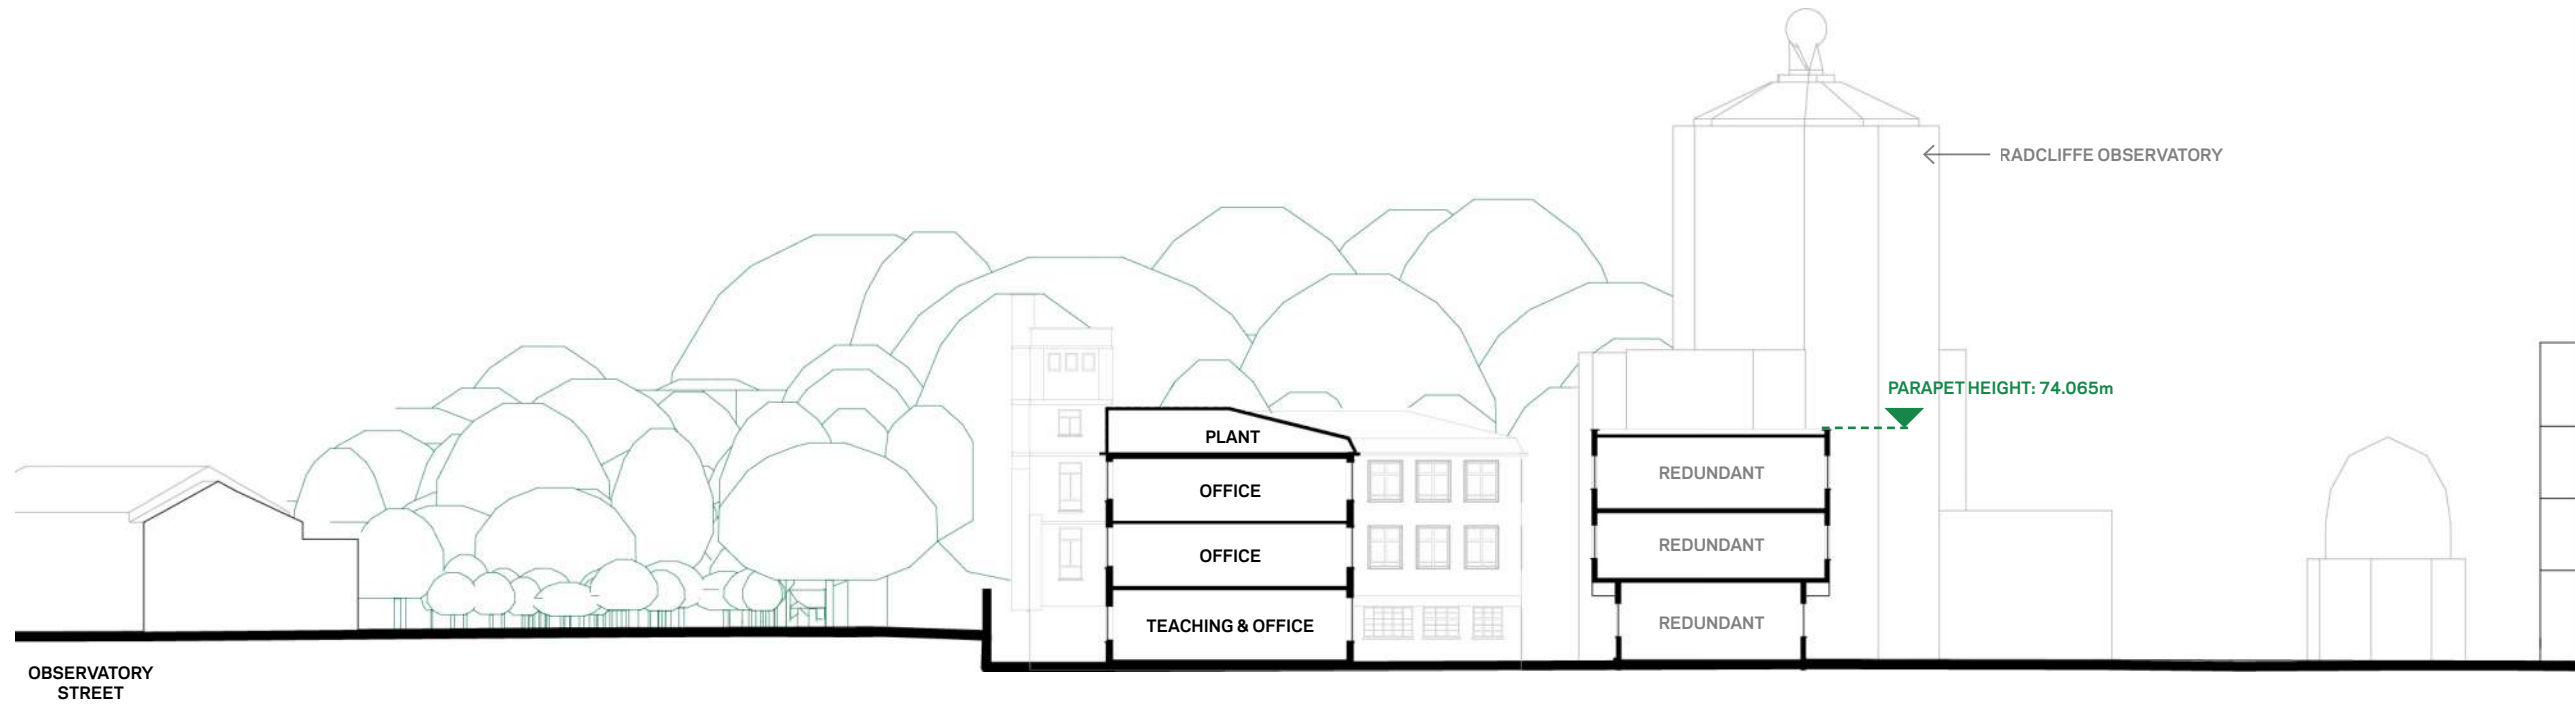 RADCLIFFE OBSERVATORY
PARAPET HEIGHT: 74.065m
PLANT
OFFICE
OFFICE
TEACHING & OFFICE
REDUNDANT
REDUNDANT
REDUNDANT
OBSERVATORY
STREET